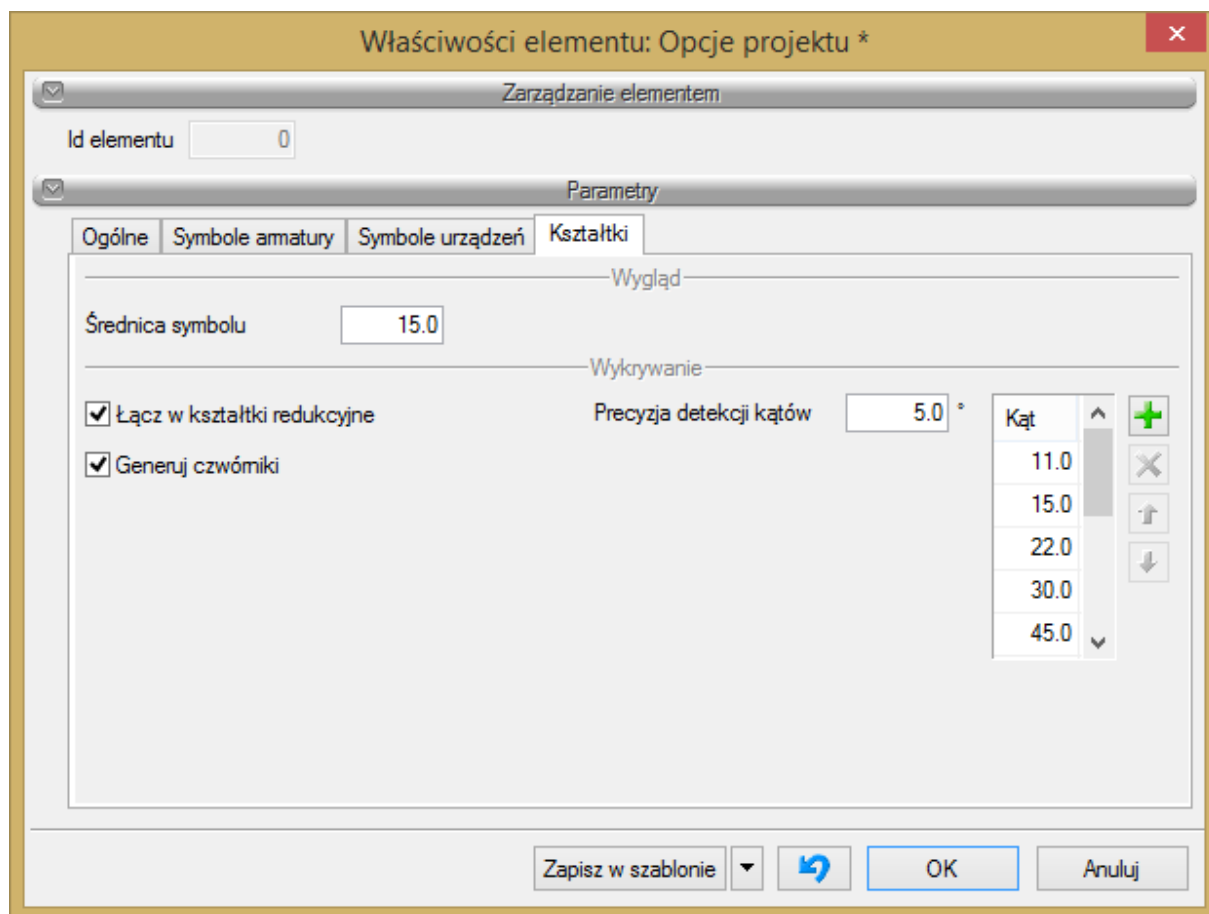 Właściwości elementu: Opcje projektu *
Zarządzanie elementem
Id elementu 0
Parametry
Ogólne Symbole armatury Symbole urządzeń Kształtki
Wygląd
Średnica symbolu 15.0
Wykrywanie
Łącz w kształtki redukcyjne Precyzja detekcji kątów 5.0 ° Kąt
Generuj czwórniki 11.0
15.0
22.0
30.0
45.0
Zapisz w szablonie OK Anuluj